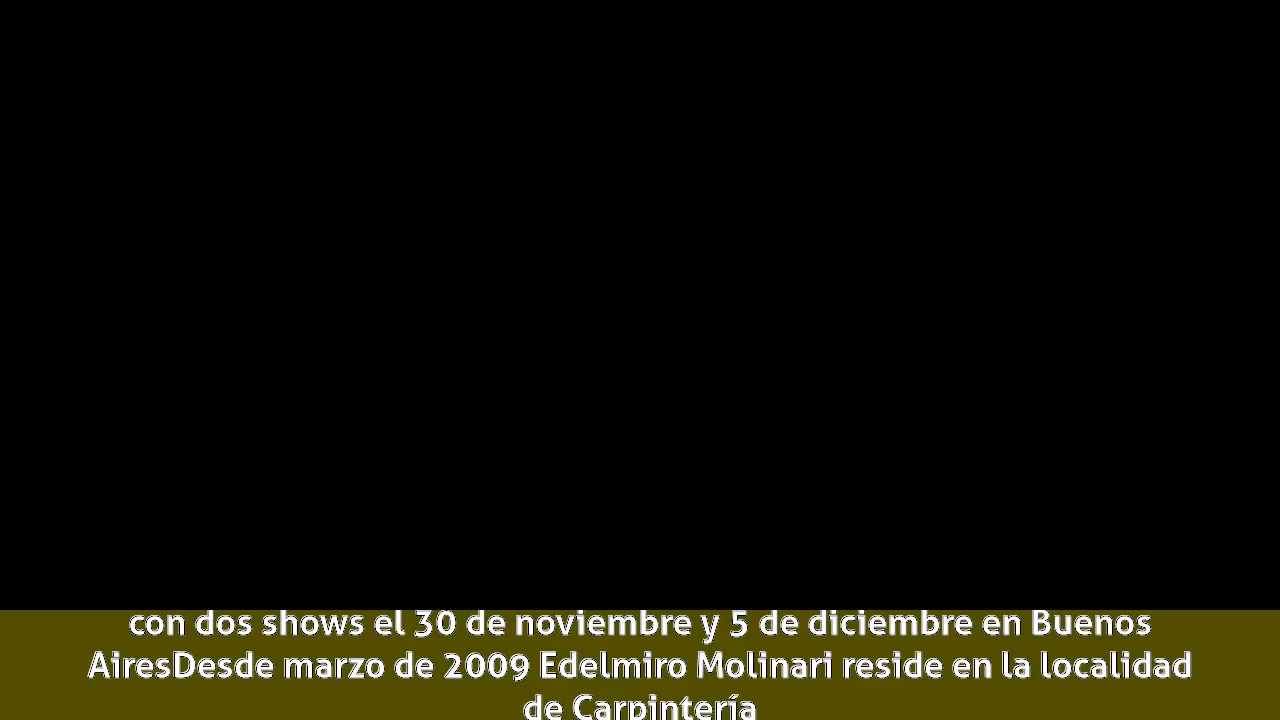 con dos shows el 30 de noviembre y 5 de diciembre en Buenos
AiresDesde marzo de 2009 Edelmiro Molinari reside en la localidad
de Carpintería